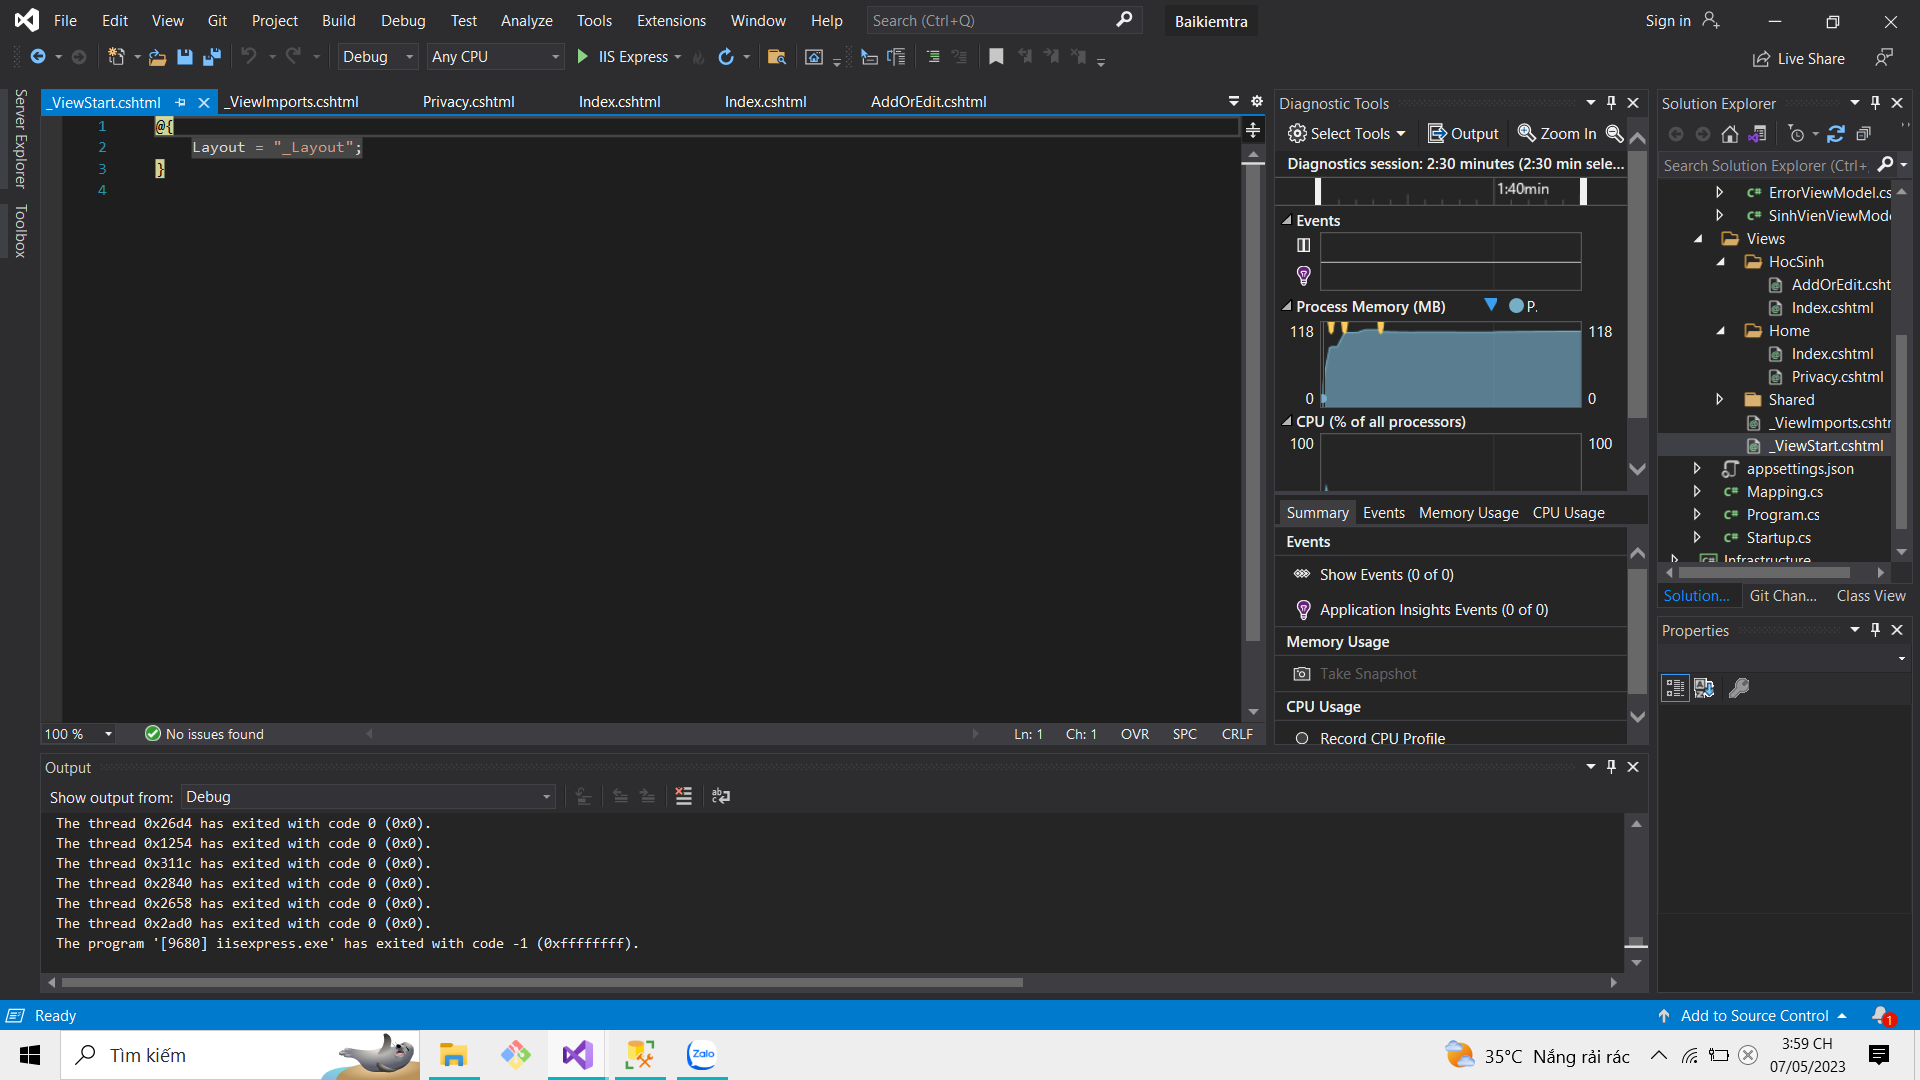 File Edit View Git Project Build Debug Test Analyze Tools Extensions Window Help Search (Ctrl+Q) Baikiemtra Sign in
Debug Any CPU IIS Express Live Share
Server Explorer
Toolbox
_ViewStart.cshtml _ViewImports.cshtml Privacy.cshtml Index.cshtml Index.cshtml AddOrEdit.cshtml
1 @{
2 Layout = "_Layout";
3 }
4
100 % No issues found Ln: 1 Ch: 1 OVR SPC CRLF
Diagnostic Tools
Select Tools Output Zoom In
Diagnostics session: 2:30 minutes (2:30 min sele...
1:40min
Events
Process Memory (MB) P.
118 118
0 0
CPU (% of all processors)
100 100
Summary Events Memory Usage CPU Usage
Events
Show Events (0 of 0)
Application Insights Events (0 of 0)
Memory Usage
Take Snapshot
CPU Usage
Record CPU Profile
Solution Explorer
Search Solution Explorer (Ctrl+
C# ErrorViewModel.cs
C# SinhVienViewMode
Views
HocSinh
AddOrEdit.csht
Index.cshtml
Home
Index.cshtml
Privacy.cshtml
Shared
_ViewImports.cshtm
_ViewStart.cshtml
appsettings.json
C# Mapping.cs
C# Program.cs
C# Startup.cs
Infrastructure
Solution... Git Chan... Class View
Properties
Output
Show output from: Debug
The thread 0x26d4 has exited with code 0 (0x0).
The thread 0x1254 has exited with code 0 (0x0).
The thread 0x311c has exited with code 0 (0x0).
The thread 0x2840 has exited with code 0 (0x0).
The thread 0x2658 has exited with code 0 (0x0).
The thread 0x2ad0 has exited with code 0 (0x0).
The program '[9680] iisexpress.exe' has exited with code -1 (0xffffffff).
Ready Add to Source Control 1
Tìm kiếm Zalo 35°C Nắng rải rác 3:59 CH
07/05/2023